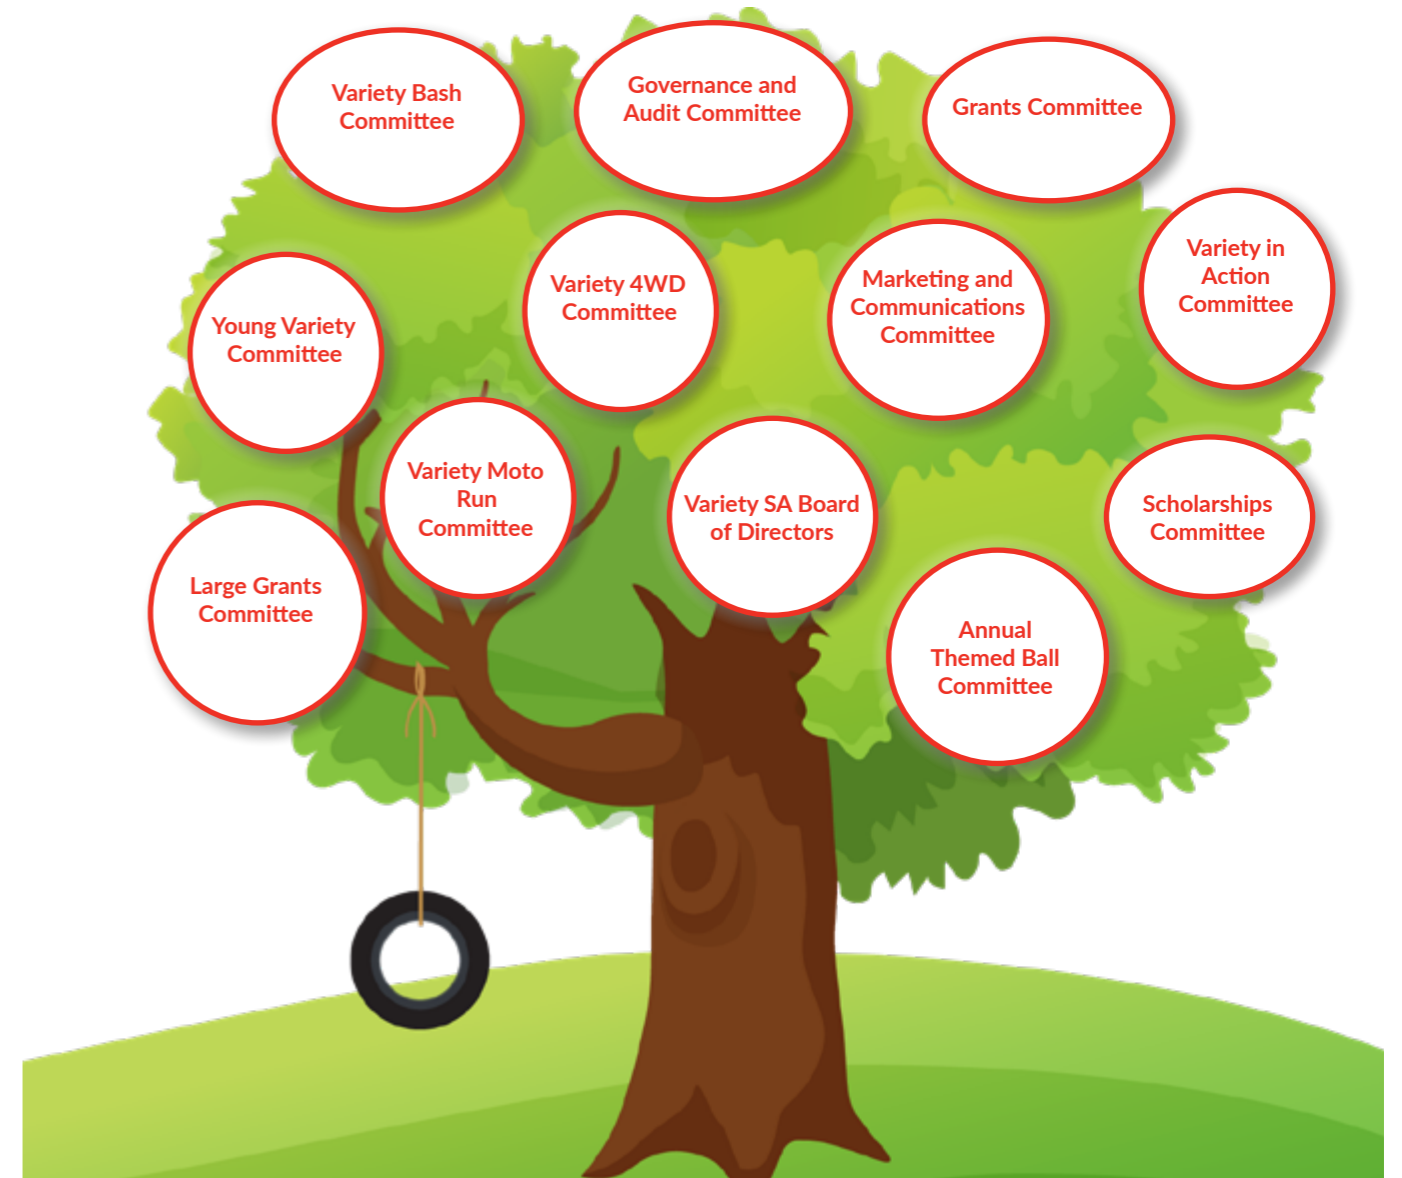 Variety Bash
Committee
Governance and
Audit Committee
Grants Committee
Variety in
Action
Committee
Young Variety
Committee
Variety 4WD
Committee
Marketing and
Communications
Committee
Variety Moto
Run
Committee
Variety SA Board
of Directors
Scholarships
Committee
Large Grants
Committee
Annual
Themed Ball
Committee